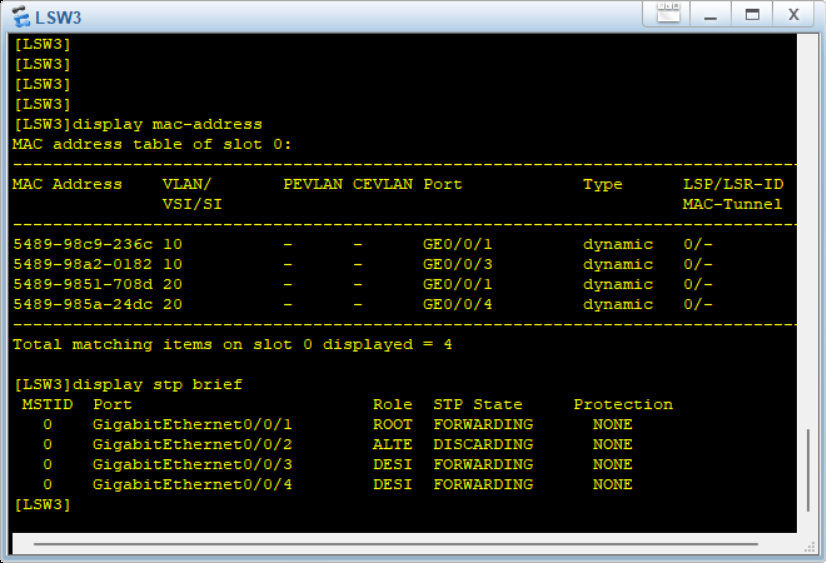 LSW3
[LSW3]
[LSW3]
[LSW3]
[LSW3]
[LSW3]display mac-address
MAC address table of slot 0:
-------------------------------------------------------------------------------
MAC Address    VLAN/       PEVLAN CEVLAN Port            Type      LSP/LSR-ID
               VSI/SI                                              MAC-Tunnel
-------------------------------------------------------------------------------
5489-98c9-236c 10          -      -      GE0/0/1         dynamic   0/-
5489-98a2-0182 10          -      -      GE0/0/3         dynamic   0/-
5489-9851-708d 20          -      -      GE0/0/1         dynamic   0/-
5489-985a-24dc 20          -      -      GE0/0/4         dynamic   0/-
-------------------------------------------------------------------------------
Total matching items on slot 0 displayed = 4
[LSW3]display stp brief
 MSTID  Port                        Role  STP State     Protection
   0    GigabitEthernet0/0/1        ROOT  FORWARDING      NONE
   0    GigabitEthernet0/0/2        ALTE  DISCARDING      NONE
   0    GigabitEthernet0/0/3        DESI  FORWARDING      NONE
   0    GigabitEthernet0/0/4        DESI  FORWARDING      NONE
[LSW3]